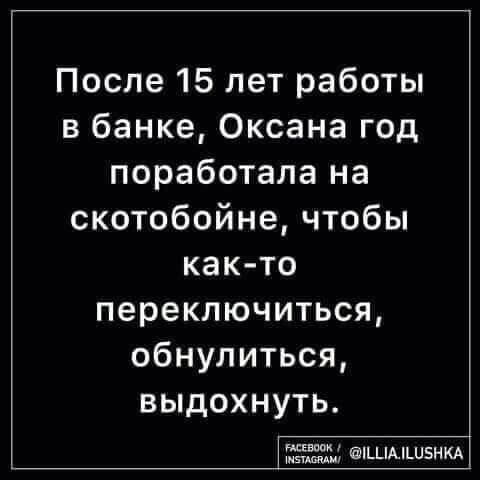 После 15 лет работы
в банке, Оксана год
поработала на
скотобойне, чтобы
как-то
переключиться,
обнулиться,
выдохнуть.
FACEBOOK /
INSTAGRAM/ @ILLIA.ILUSHKA